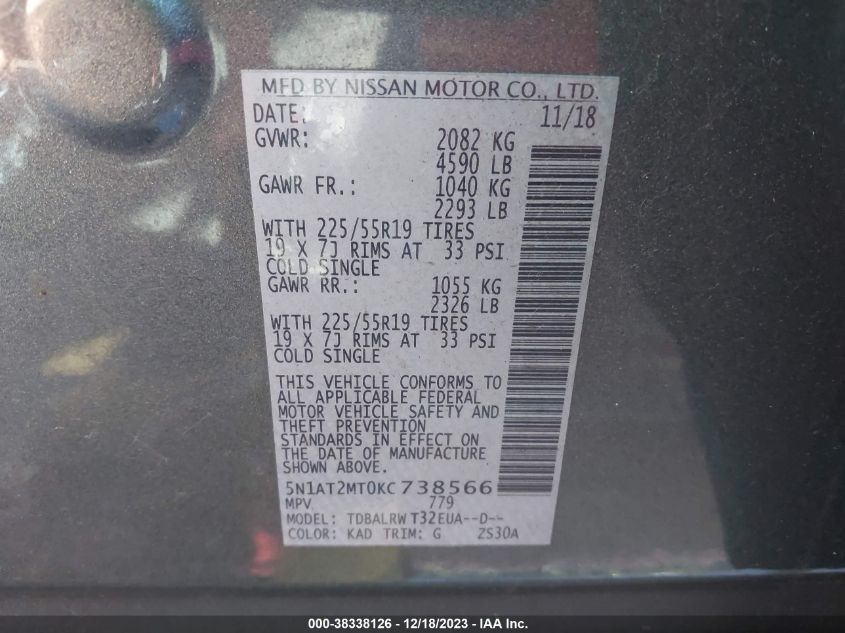 MFD BY NISSAN MOTOR CO., LTD.
DATE: 11/18
GVWR: 2082 KG
4590 LB
GAWR FR.: 1040 KG
2293 LB
WITH 225/55R19 TIRES
19 X 7J RIMS AT 33 PSI
COLD SINGLE
GAWR RR.: 1055 KG
2326 LB
WITH 225/55R19 TIRES
19 X 7J RIMS AT 33 PSI
COLD SINGLE
THIS VEHICLE CONFORMS TO
ALL APPLICABLE FEDERAL
MOTOR VEHICLE SAFETY AND
THEFT PREVENTION
STANDARDS IN EFFECT ON
THE DATE OF MANUFACTURE
SHOWN ABOVE.
5N1AT2MT0KC738566
MPV 779
MODEL: TDBALRW T32EUA--D--
COLOR: KAD TRIM: G ZS30A
000-38338126 - 12/18/2023 - IAA Inc.